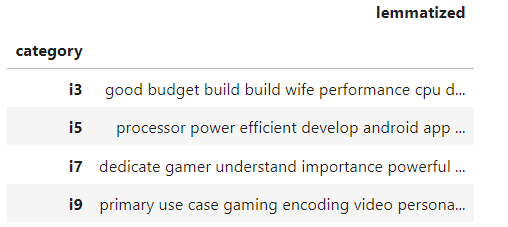 lemmatized
category
i3 good budget build build wife performance cpu d...
i5 processor power efficient develop android app ...
i7 dedicate gamer understand importance powerful ...
i9 primary use case gaming encoding video persona...